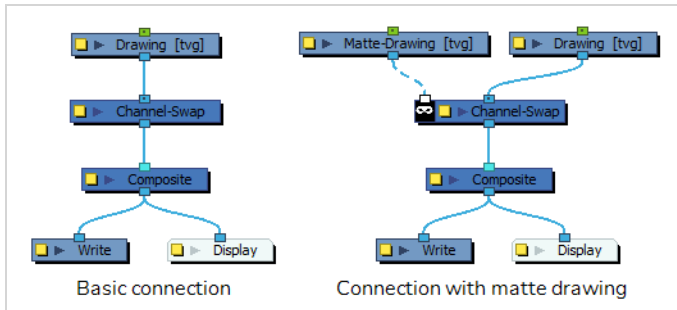 Drawing [tvg]
Channel-Swap
Composite
Write
Display
Basic connection
Matte-Drawing [tvg]
Drawing [tvg]
Channel-Swap
Composite
Write
Display
Connection with matte drawing